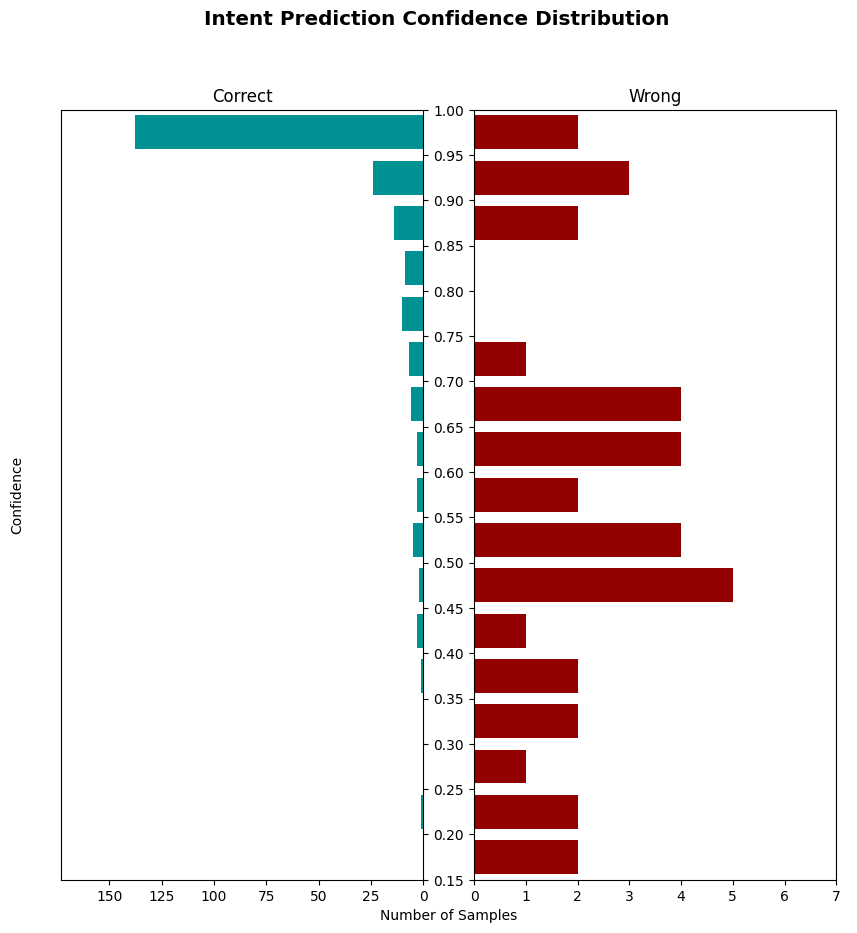 Intent Prediction Confidence Distribution
Correct
Wrong
1.00
0.95
0.90
0.85
0.80
0.75
0.70
0.65
0.60
0.55
0.50
0.45
0.40
0.35
0.30
0.25
0.20
0.15
Confidence
150 125 100 75 50 25 0
0 1 2 3 4 5 6 7
Number of Samples